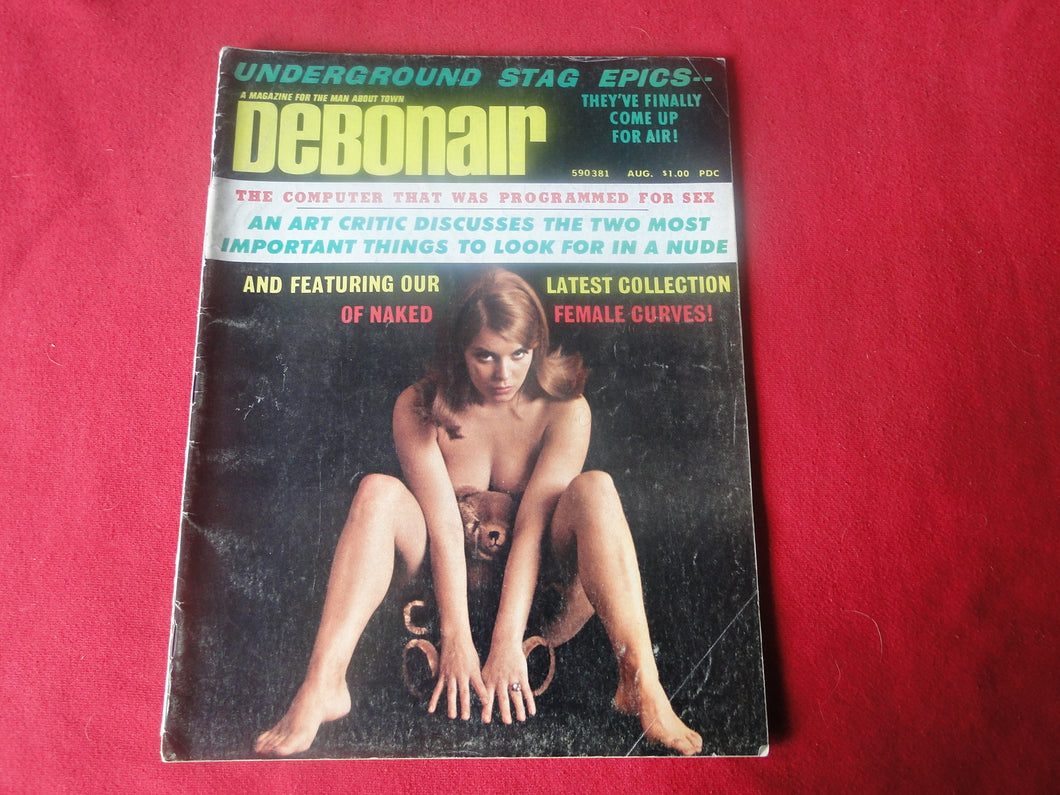 UNDERGROUND STAG EPICS--
A MAGAZINE FOR THE MAN ABOUT TOWN
DeBonair
THEY'VE FINALLY
COME UP
FOR AIR!
590381 AUG. $1.00 PDC
THE COMPUTER THAT WAS PROGRAMMED FOR SEX
AN ART CRITIC DISCUSSES THE TWO MOST
IMPORTANT THINGS TO LOOK FOR IN A NUDE
AND FEATURING OUR LATEST COLLECTION
OF NAKED FEMALE CURVES!